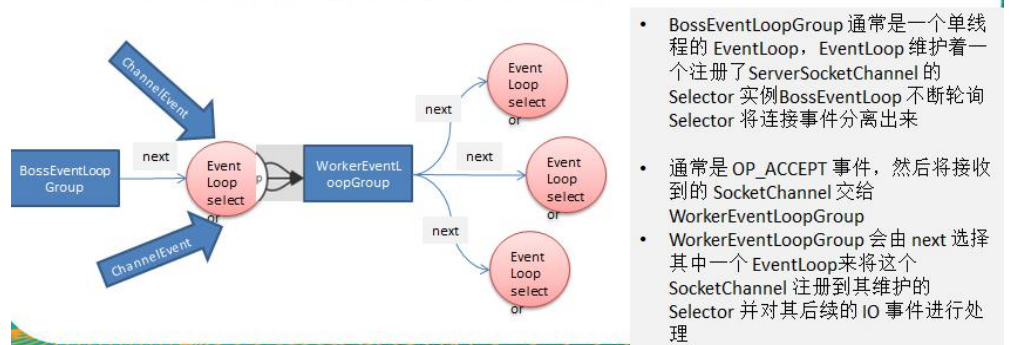 ChannelEvent
BossEventLoop
Group
next
Event
Loop
select
or
p
WorkerEventL
oopGroup
ChannelEvent
next
Event
Loop
select
or
next
Event
Loop
select
or
next
Event
Loop
select
or
• BossEventLoopGroup 通常是一个单线
程的 EventLoop，EventLoop 维护着一
个注册了ServerSocketChannel 的
Selector 实例BossEventLoop 不断轮询
Selector 将连接事件分离出来
• 通常是 OP_ACCEPT 事件，然后将接收
到的 SocketChannel 交给
WorkerEventLoopGroup
• WorkerEventLoopGroup 会由 next 选择
其中一个 EventLoop来将这个
SocketChannel 注册到其维护的
Selector 并对其后续的 IO 事件进行处
理